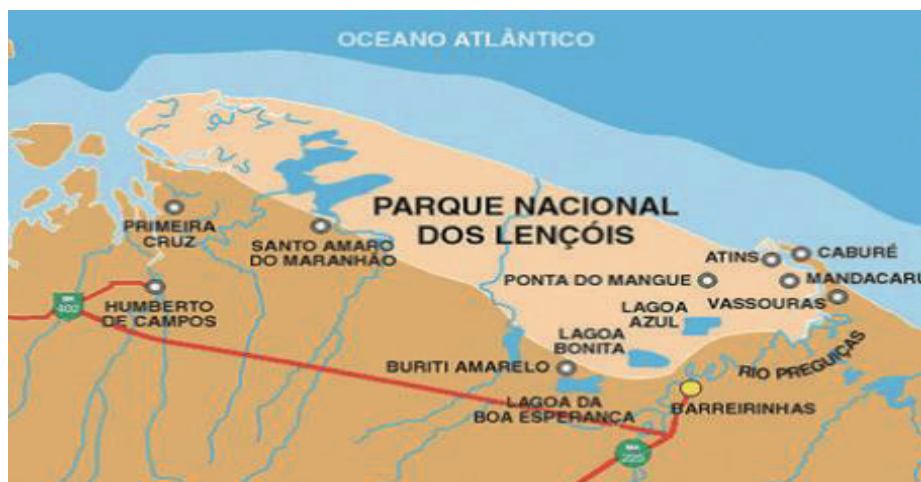 OCEANO ATLÂNTICO
PARQUE NACIONAL
DOS LENÇÓIS
PRIMEIRA
CRUZ
SANTO AMARO
DO MARANHÃO
ATINS
CABURÉ
PONTA DO MANGUE
MANDACARU
VASSOURAS
402
HUMBERTO
DE CAMPOS
LAGOA
AZUL
LAGOA
BONITA
BURITI AMARELO
RIO PREGUIÇAS
LAGOA DA
BOA ESPERANÇA
BARREIRINHAS
225